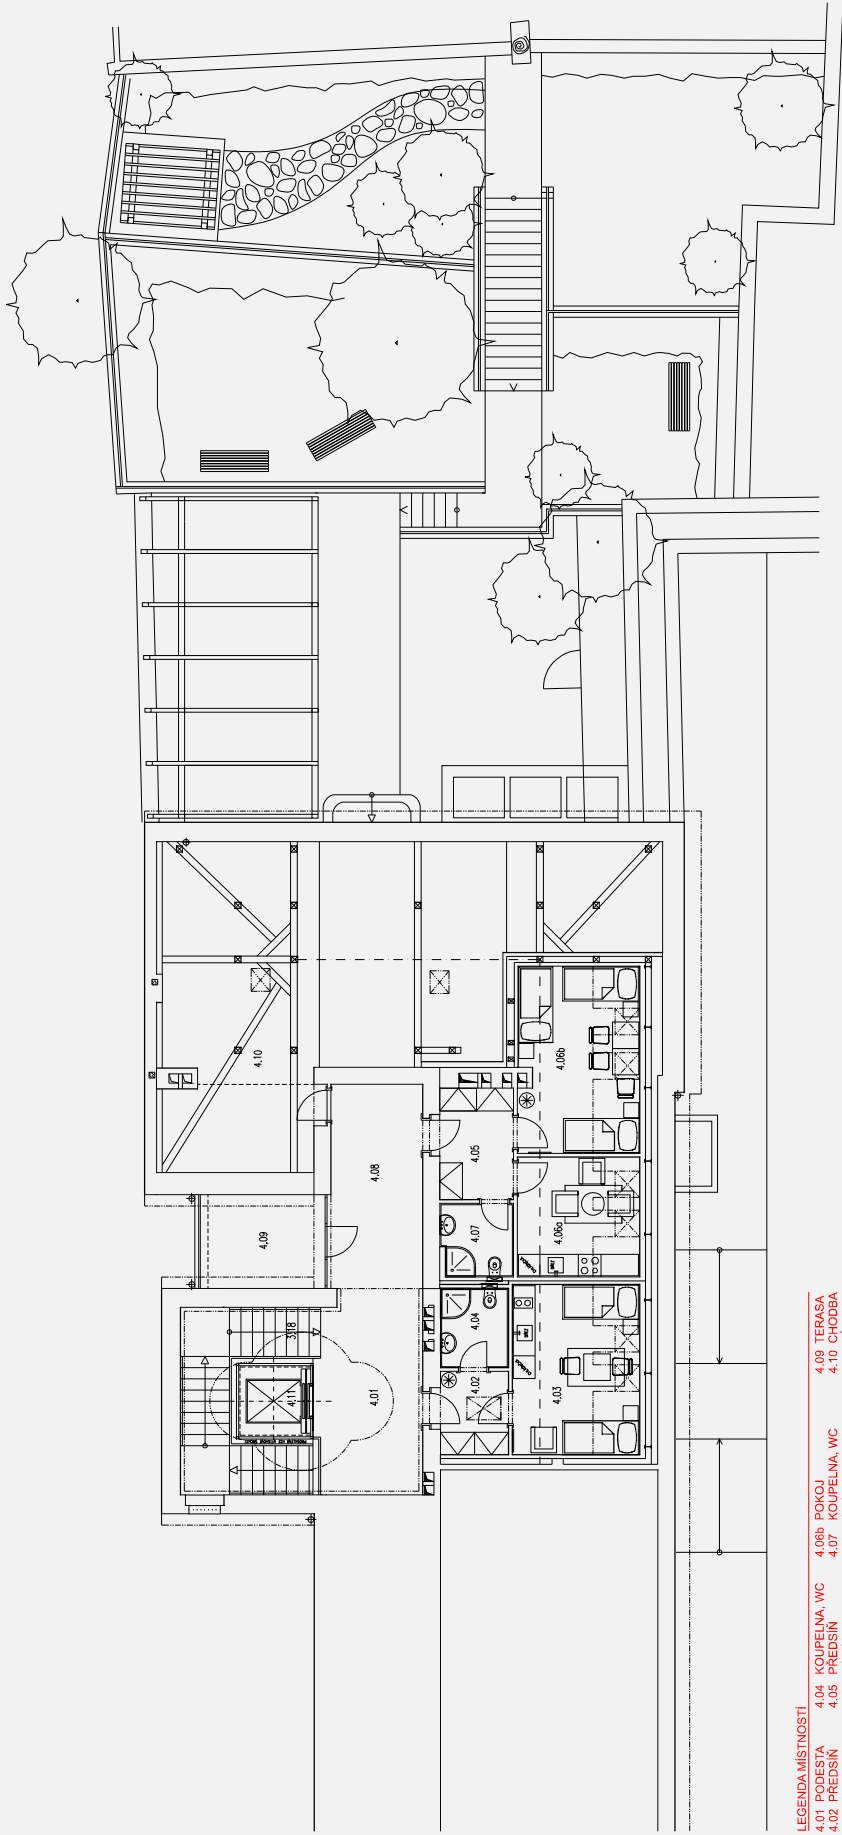 4.10
4.06b
4.05
4.08
4.06a
4.07
4.09
3.18
4.04
4.11
4.02
4.03
4.01
LEGENDA MÍSTNOSTÍ
4.01 PODESTA 4.04 KOUPELNA, WC 4.06b POKOJ 4.09 TERASA
4.02 PŘEDSÍŇ 4.05 PŘEDSÍŇ 4.07 KOUPELNA, WC 4.10 CHODBA